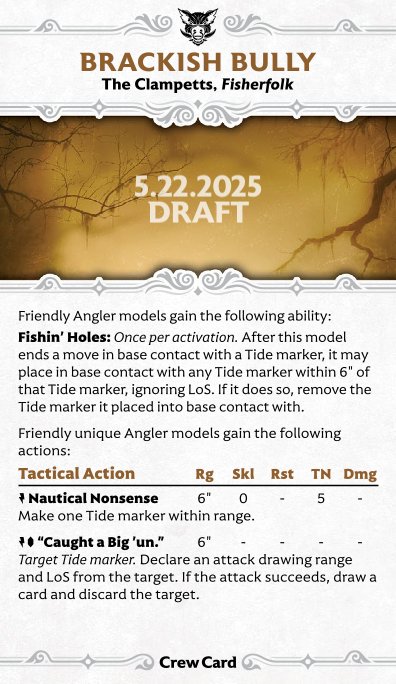 BRACKISH BULLY
The Clampetts, Fisherfolk
5.22.2025
DRAFT
Friendly Angler models gain the following ability:
Fishin’ Holes: Once per activation. After this model
ends a move in base contact with a Tide marker, it may
place in base contact with any Tide marker within 6" of
that Tide marker, ignoring LoS. If it does so, remove the
Tide marker it placed into base contact with.
Friendly unique Angler models gain the following
actions:
Tactical Action Rg Skl Rst TN Dmg
Nautical Nonsense 6" 0 - 5 -
Make one Tide marker within range.
“Caught a Big ’un.” 6" - - - -
Target Tide marker. Declare an attack drawing range
and LoS from the target. If the attack succeeds, draw a
card and discard the target.
Crew Card